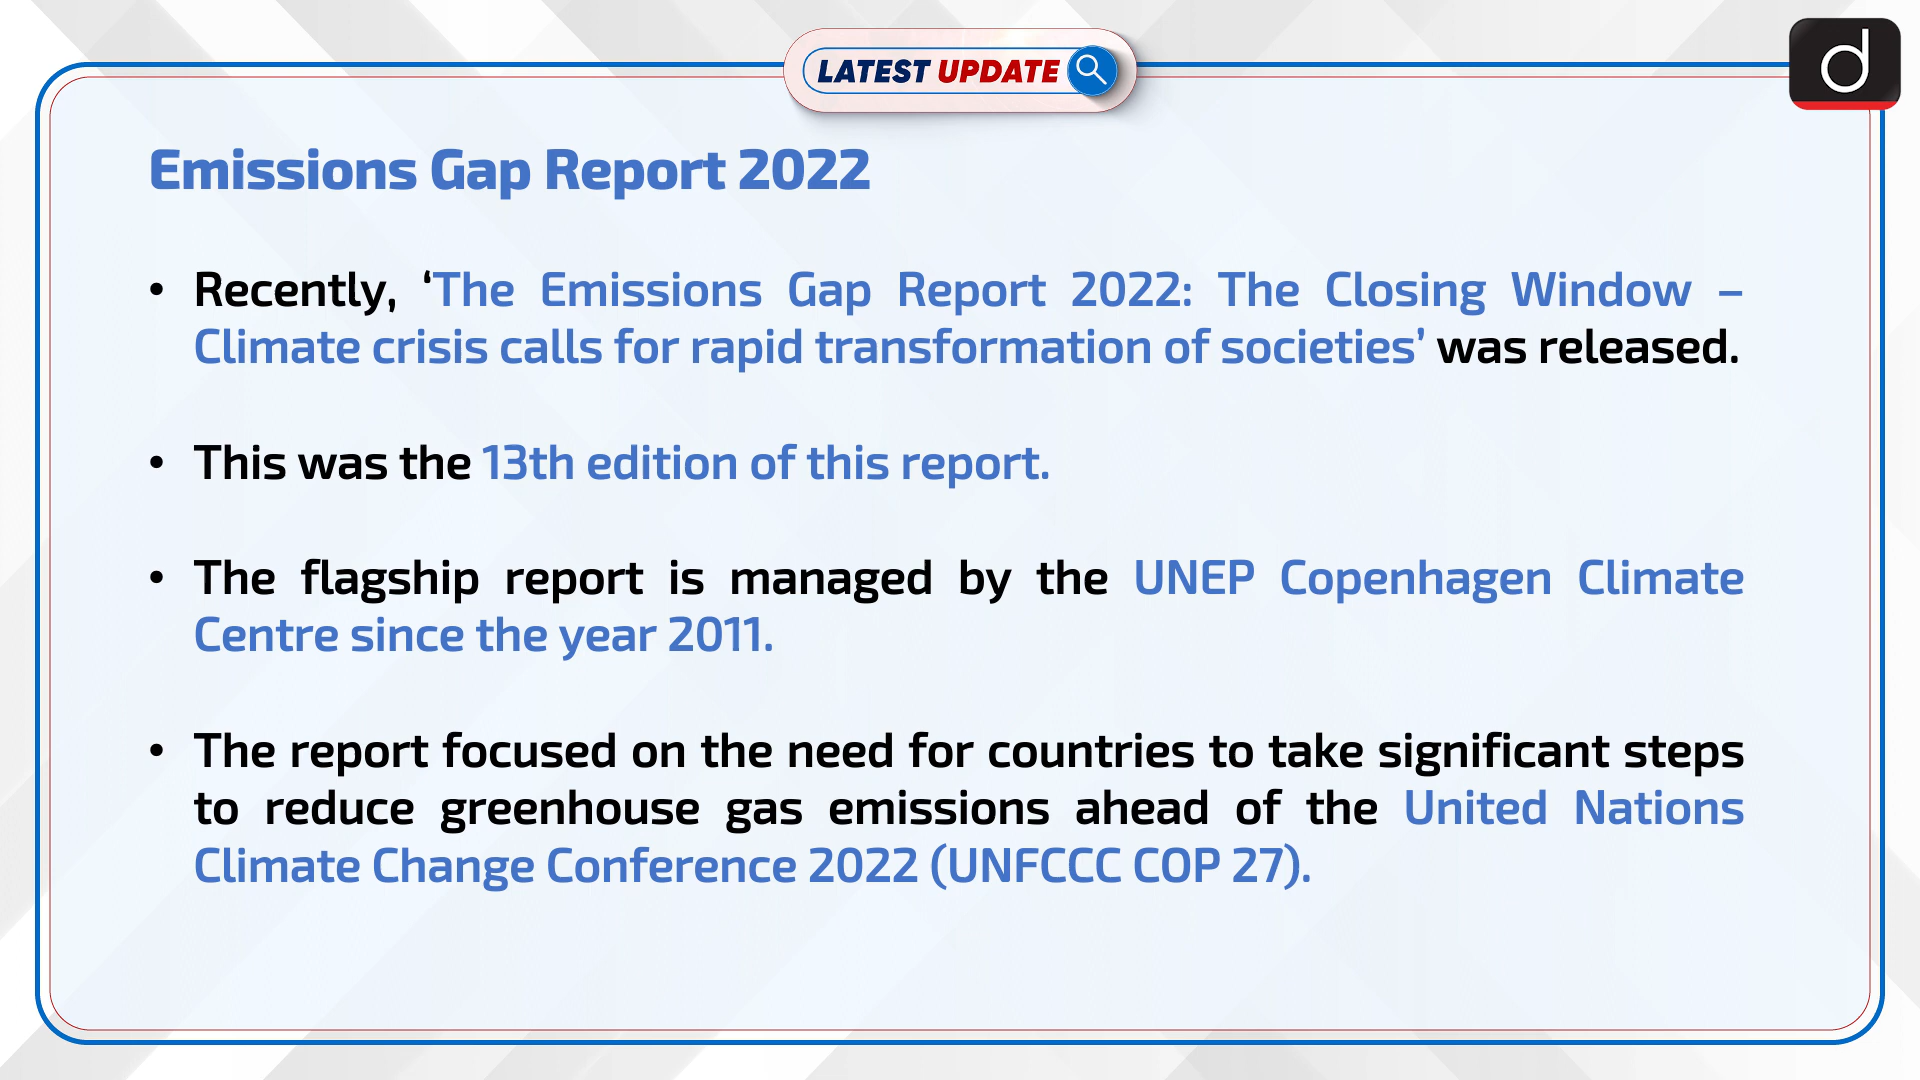 LATEST UPDATE
d
Emissions Gap Report 2022
• Recently, ‘The Emissions Gap Report 2022: The Closing Window –
Climate crisis calls for rapid transformation of societies’ was released.
• This was the 13th edition of this report.
• The flagship report is managed by the UNEP Copenhagen Climate
Centre since the year 2011.
• The report focused on the need for countries to take significant steps
to reduce greenhouse gas emissions ahead of the United Nations
Climate Change Conference 2022 (UNFCCC COP 27).